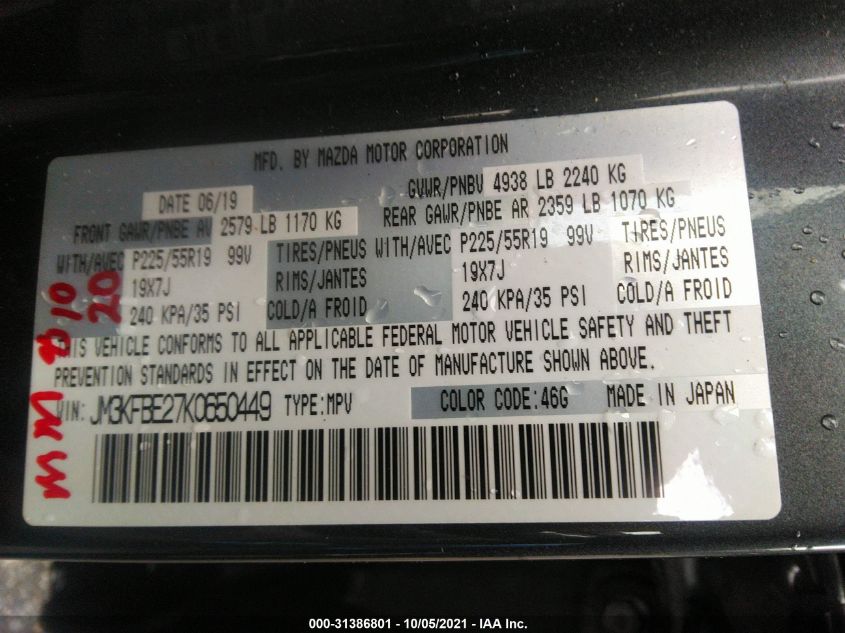 MFD. BY MAZDA MOTOR CORPORATION
DATE 06/19 GVWR/PNBV 4938 LB 2240 KG
FRONT GAWR/PNBE AV 2579 LB 1170 KG REAR GAWR/PNBE AR 2359 LB 1070 KG
WITH/AVEC P225/55R19 99V TIRES/PNEUS WITH/AVEC P225/55R19 99V TIRES/PNEUS
19X7J RIMS/JANTES 19X7J RIMS/JANTES
240 KPA/35 PSI COLD/A FROID 240 KPA/35 PSI COLD/A FROID
THIS VEHICLE CONFORMS TO ALL APPLICABLE FEDERAL MOTOR VEHICLE SAFETY AND THEFT
PREVENTION STANDARDS IN EFFECT ON THE DATE OF MANUFACTURE SHOWN ABOVE.
VIN: JM3KFBE27K0650449 TYPE:MPV COLOR CODE:46G MADE IN JAPAN
10
20
000-31386801 - 10/05/2021 - IAA Inc.